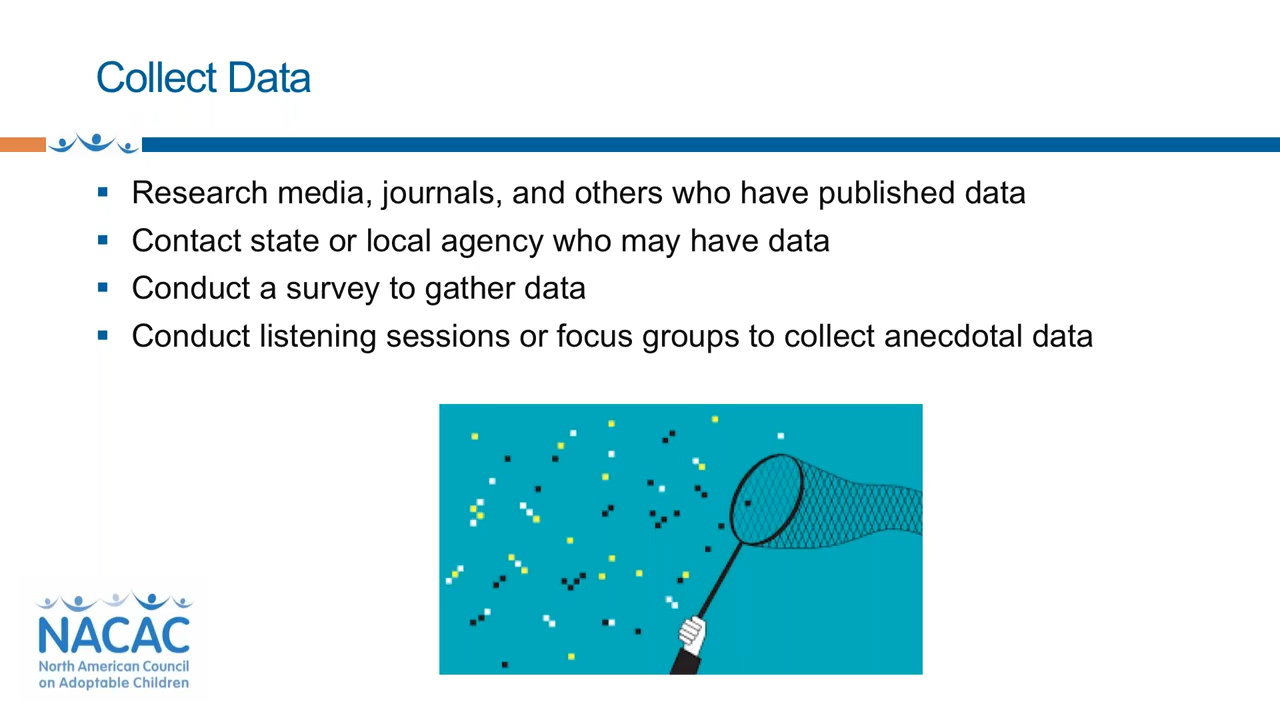 Collect Data
▪ Research media, journals, and others who have published data
▪ Contact state or local agency who may have data
▪ Conduct a survey to gather data
▪ Conduct listening sessions or focus groups to collect anecdotal data
NACAC
North American Council
on Adoptable Children